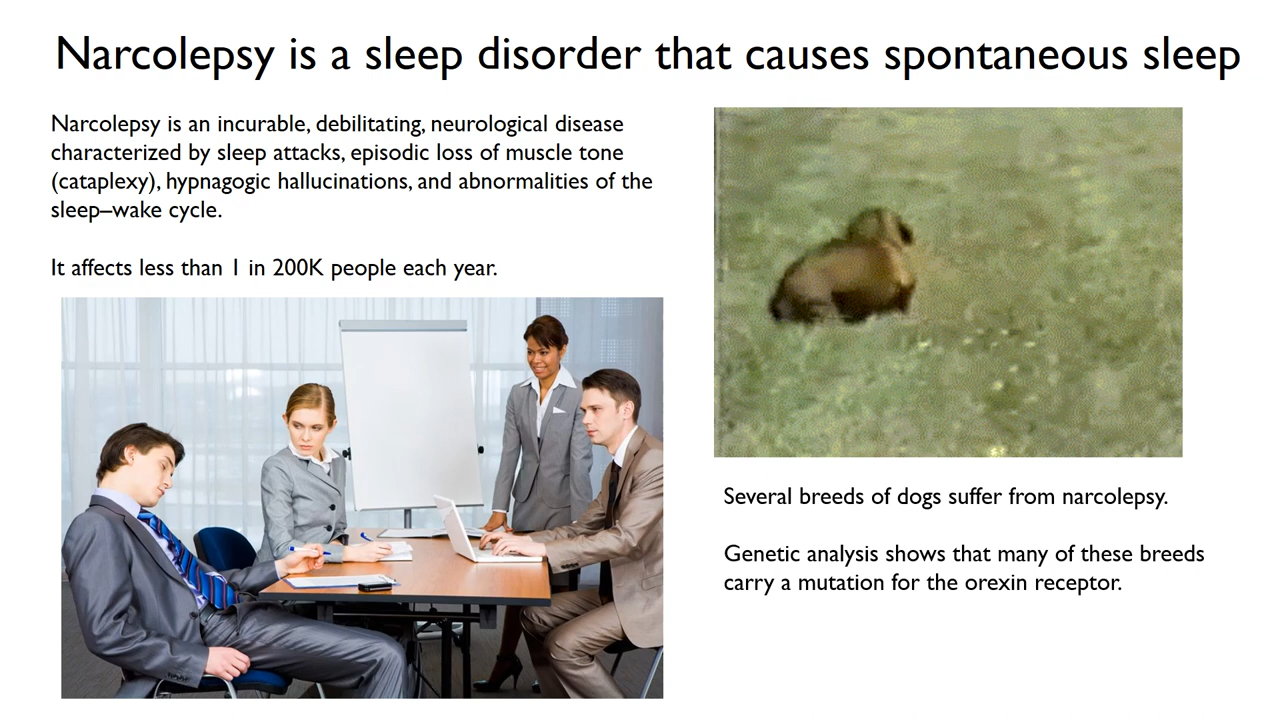 Narcolepsy is a sleep disorder that causes spontaneous sleep
Narcolepsy is an incurable, debilitating, neurological disease
characterized by sleep attacks, episodic loss of muscle tone
(cataplexy), hypnagogic hallucinations, and abnormalities of the
sleep–wake cycle.
It affects less than 1 in 200K people each year.
Several breeds of dogs suffer from narcolepsy.
Genetic analysis shows that many of these breeds
carry a mutation for the orexin receptor.